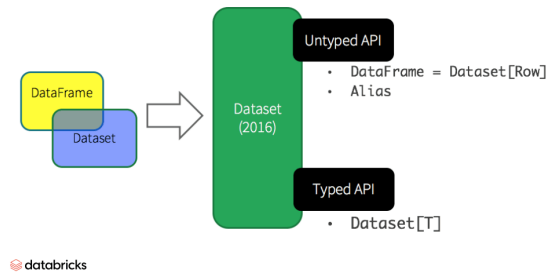 DataFrame
Dataset
Dataset
(2016)
Untyped API
• DataFrame = Dataset[Row]
• Alias
Typed API
• Dataset[T]
databricks